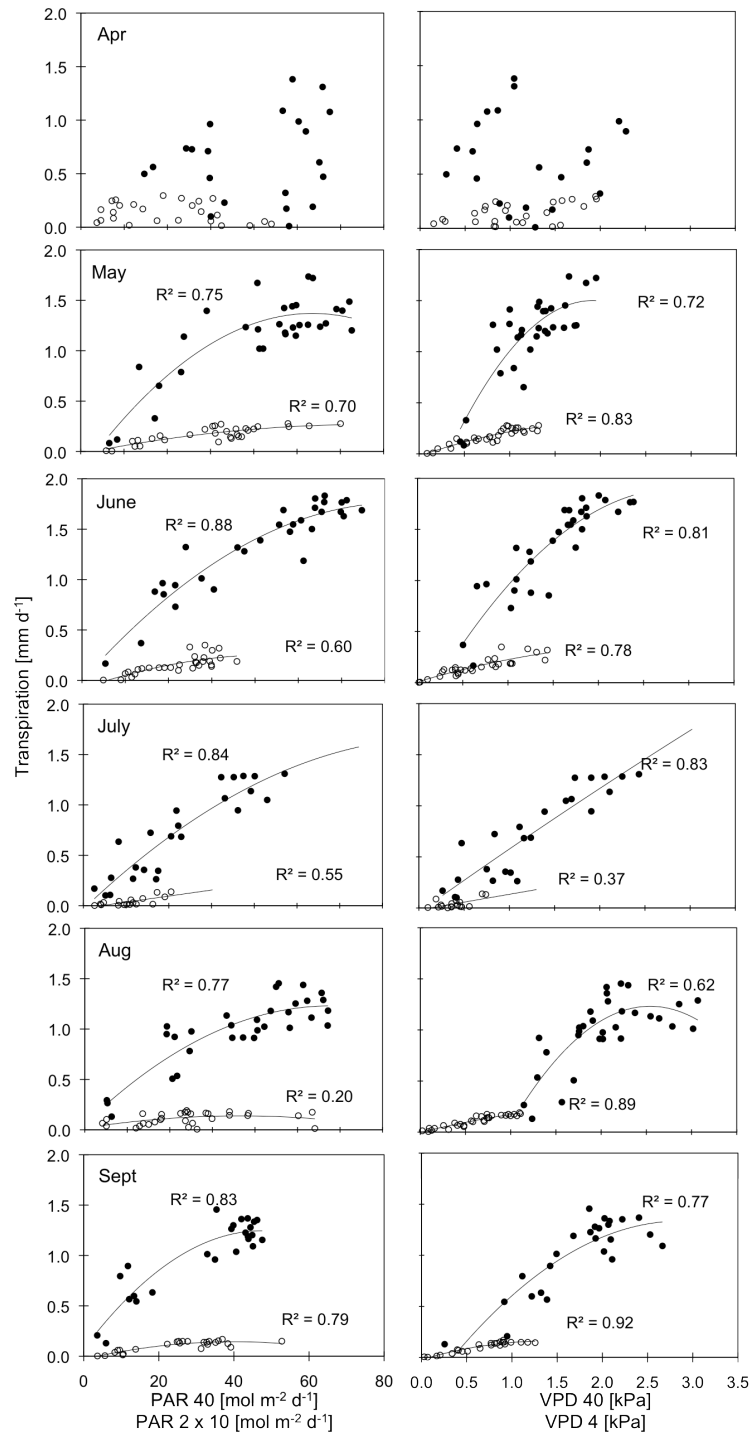 2.0
Apr
1.5
1.0
0.5
0.0
2.0
May
R² = 0.75
R² = 0.72
1.5
1.0
R² = 0.70
R² = 0.83
0.5
0.0
2.0
June
R² = 0.88
R² = 0.81
1.5
1.0
R² = 0.60
R² = 0.78
0.5
0.0
Transpiration [mm d-1]
2.0
July
R² = 0.84
R² = 0.83
1.5
1.0
R² = 0.55
R² = 0.37
0.5
0.0
2.0
Aug
R² = 0.77
R² = 0.62
1.5
1.0
R² = 0.20
R² = 0.89
0.5
0.0
2.0
Sept
R² = 0.83
R² = 0.77
1.5
1.0
R² = 0.79
R² = 0.92
0.5
0.0
0 20 40 60 80
0.0 0.5 1.0 1.5 2.0 2.5 3.0 3.5
PAR 40 [mol m-2 d-1]
PAR 2 x 10 [mol m-2 d-1]
VPD 40 [kPa]
VPD 4 [kPa]